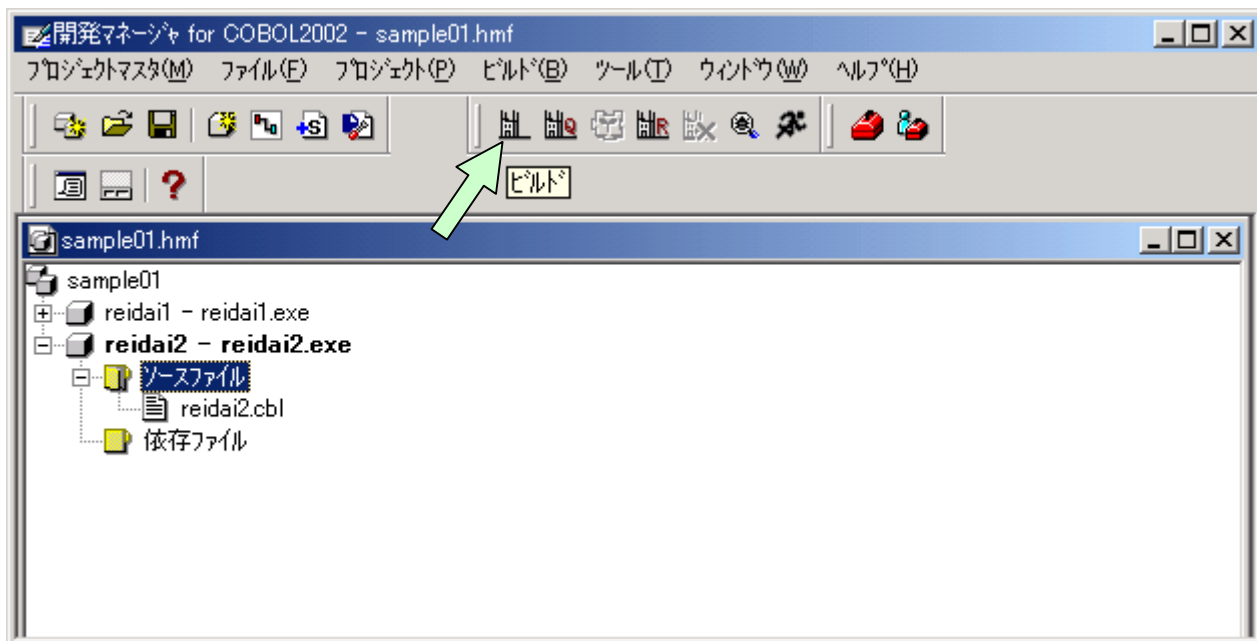 開発ﾏﾈｰｼﾞｬ for COBOL2002 - sample01.hmf
ﾌﾟﾛｼﾞｪｸﾄﾏｽﾀ(M) ﾌｧｲﾙ(F) ﾌﾟﾛｼﾞｪｸﾄ(P) ﾋﾞﾙﾄﾞ(B) ﾂｰﾙ(T) ｳｨﾝﾄﾞｳ(W) ﾍﾙﾌﾟ(H)
+S Q R
?
ﾋﾞﾙﾄﾞ
sample01.hmf
sample01
reidai1 - reidai1.exe
reidai2 - reidai2.exe
ｿｰｽﾌｧｲﾙ
reidai2.cbl
依存ﾌｧｲﾙ